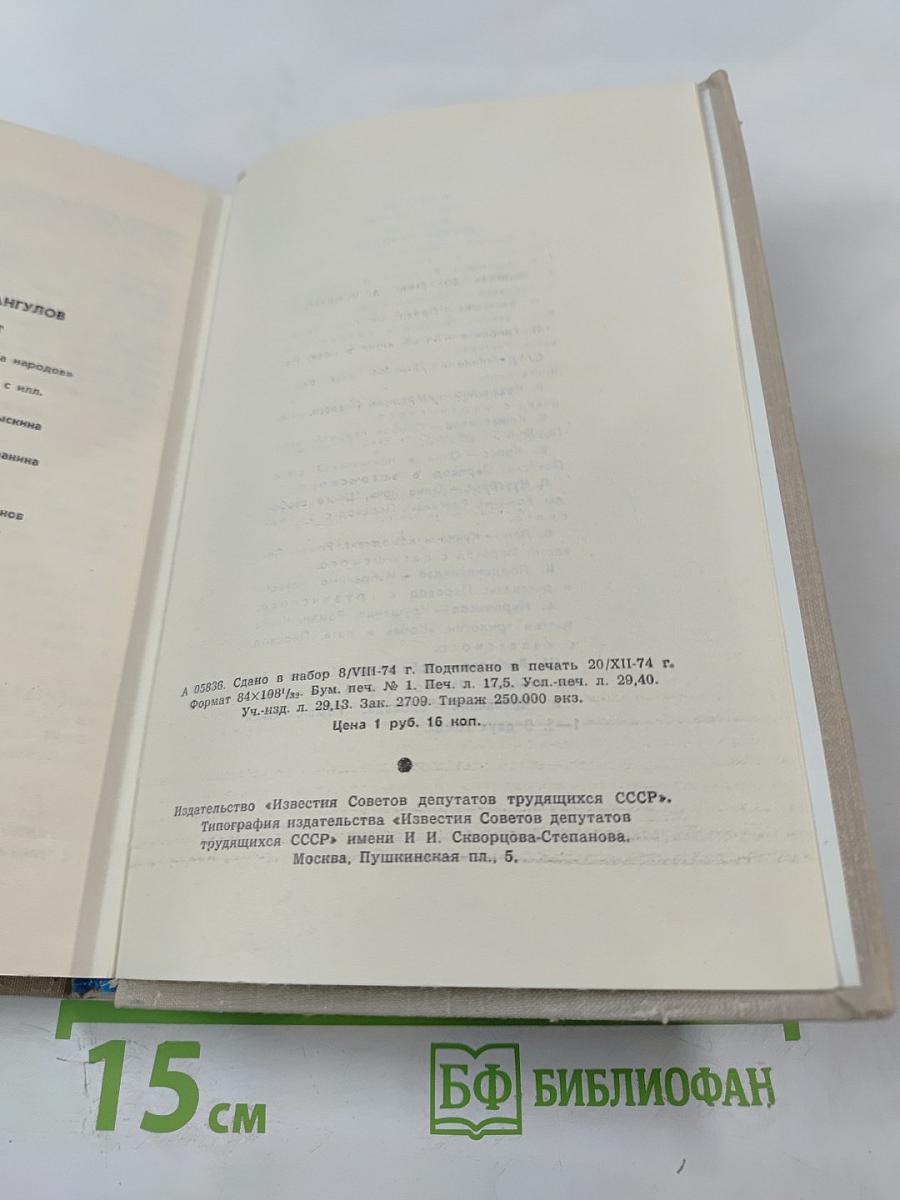 АНГУЛОВ
народов»
с илл.
А 05836. Сдано в набор 8/VIII-74 г. Подписано в печать 20/XII-74 г.
Формат 84×108¹/₃₂. Бум. печ. № 1. Печ. л. 17,5. Усл.-печ. л. 29,40.
Уч.-изд. л. 29,13. Зак. 2709. Тираж 250.000 экз.
Цена 1 руб. 16 коп.
Издательство «Известия Советов депутатов трудящихся СССР».
Типография издательства «Известия Советов депутатов
трудящихся СССР» имени И И. Скворцова-Степанова.
Москва, Пушкинская пл., 5.
15 см
БФ БИБЛИОФАН